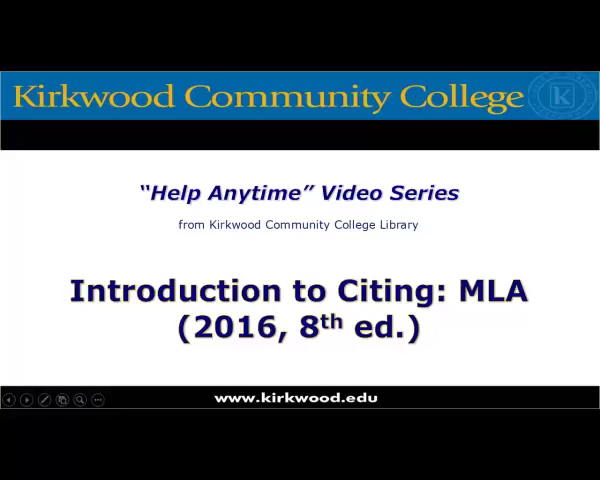 Kirkwood Community College
K
“Help Anytime” Video Series
from Kirkwood Community College Library
Introduction to Citing: MLA
(2016, 8th ed.)
www.kirkwood.edu